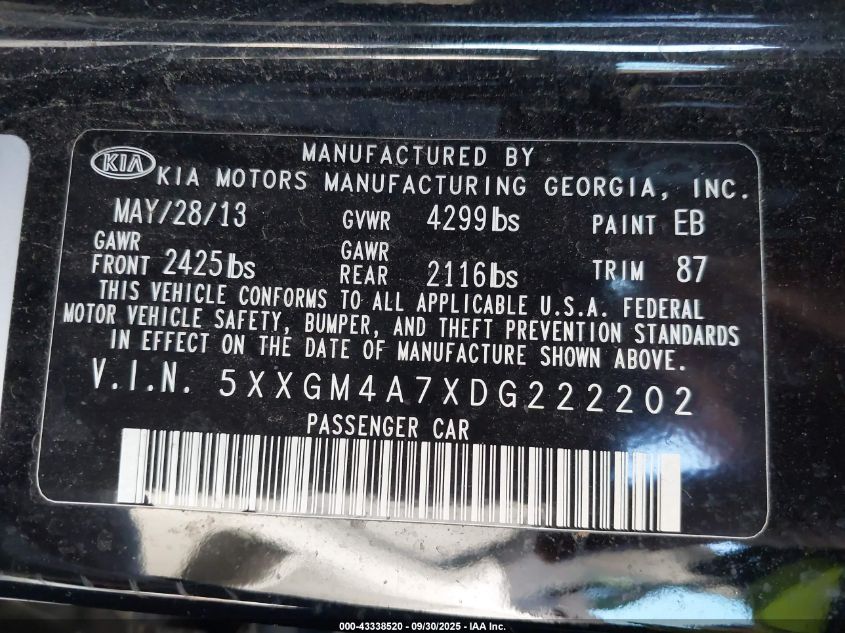 MANUFACTURED BY
KIA KIA MOTORS MANUFACTURING GEORGIA, INC.
MAY/28/13 GVWR 4299lbs PAINT EB
GAWR FRONT 2425lbs GAWR REAR 2116lbs TRIM 87
THIS VEHICLE CONFORMS TO ALL APPLICABLE U.S.A. FEDERAL
MOTOR VEHICLE SAFETY, BUMPER, AND THEFT PREVENTION STANDARDS
IN EFFECT ON THE DATE OF MANUFACTURE SHOWN ABOVE.
V.I.N. 5XXGM4A7XDG222202
PASSENGER CAR
000-43338520 — 09/30/2025 - IAA Inc.